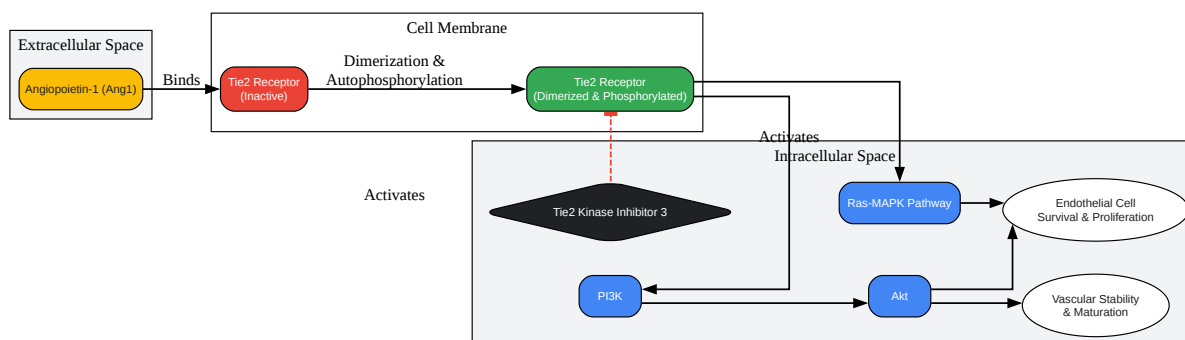 Cell Membrane
Extracellular Space
Angiopoietin-1 (Ang1)
Binds
Tie2 Receptor
(Inactive)
Dimerization &
Autophosphorylation
Tie2 Receptor
(Dimerized & Phosphorylated)
Activates
Intracellular Space
Activates
Tie2 Kinase Inhibitor 3
Ras-MAPK Pathway
Endothelial Cell
Survival & Proliferation
PI3K
Akt
Vascular Stability
& Maturation